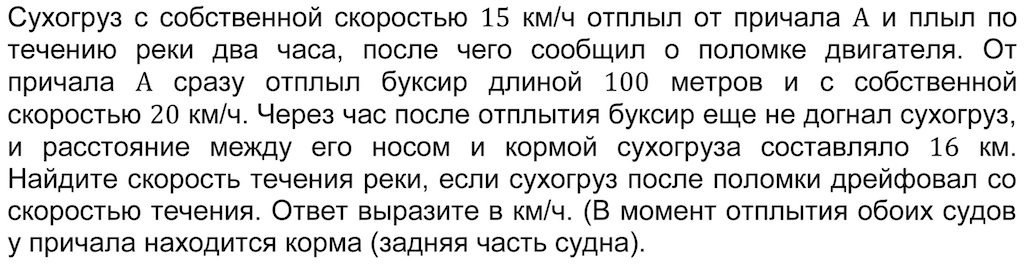 Сухогруз с собственной скоростью 15 км/ч отплыл от причала A и плыл по
течению реки два часа, после чего сообщил о поломке двигателя. От
причала A сразу отплыл буксир длиной 100 метров и с собственной
скоростью 20 км/ч. Через час после отплытия буксир еще не догнал сухогруз,
и расстояние между его носом и кормой сухогруза составляло 16 км.
Найдите скорость течения реки, если сухогруз после поломки дрейфовал со
скоростью течения. Ответ выразите в км/ч. (В момент отплытия обоих судов
у причала находится корма (задняя часть судна).